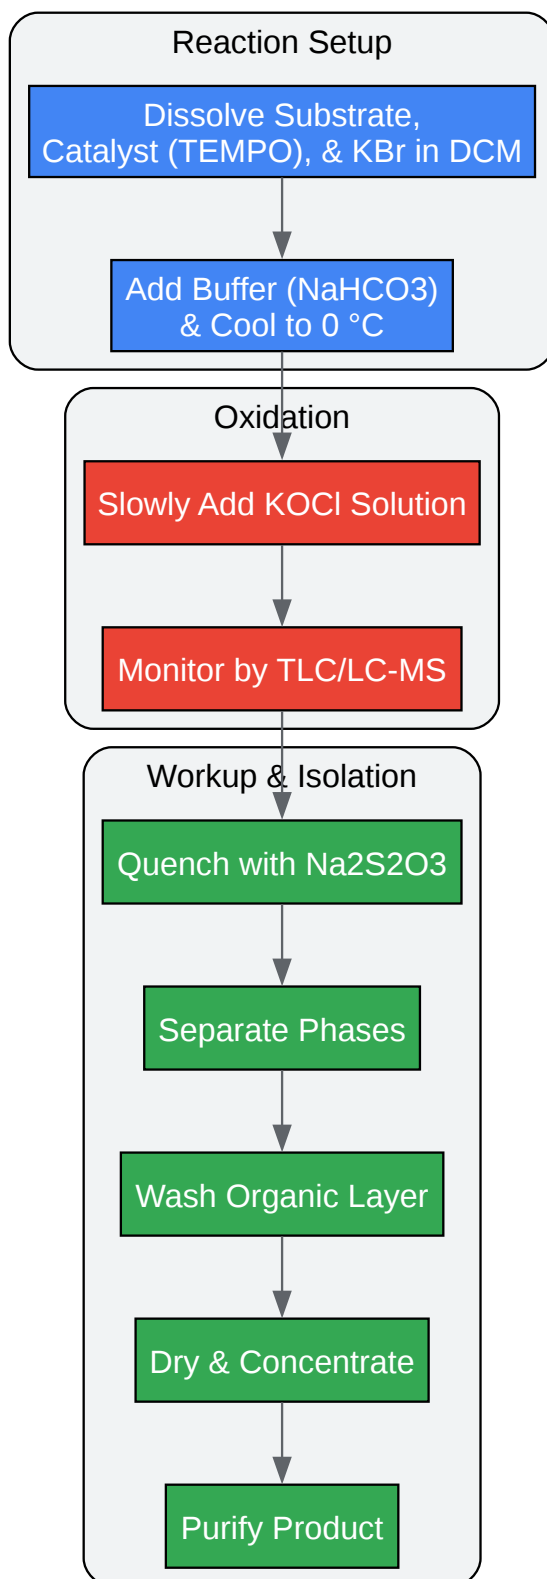 Reaction Setup
Dissolve Substrate,
Catalyst (TEMPO), & KBr in DCM
Add Buffer (NaHCO3)
& Cool to 0 °C
Oxidation
Slowly Add KOCl Solution
Monitor by TLC/LC-MS
Workup & Isolation
Quench with Na2S2O3
Separate Phases
Wash Organic Layer
Dry & Concentrate
Purify Product